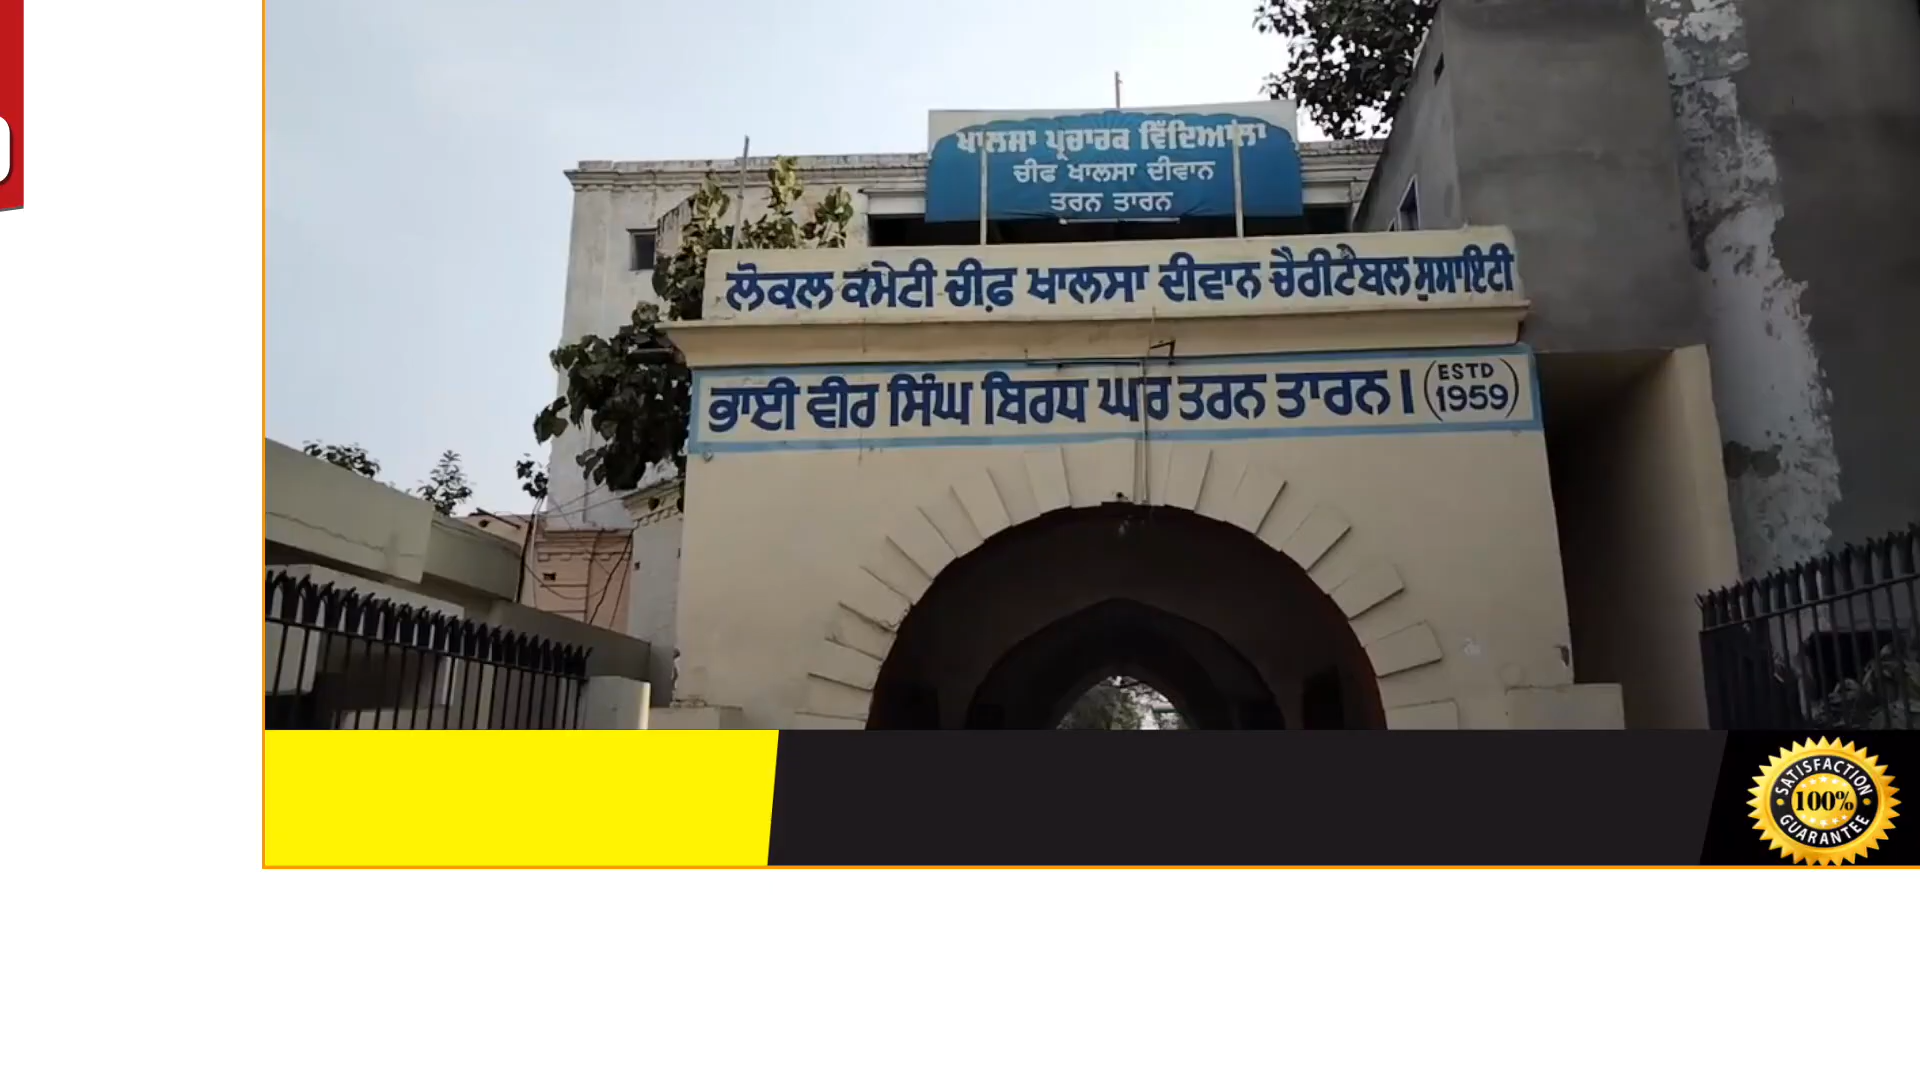 ਖਾਲਸਾ ਪ੍ਰਚਾਰਕ ਵਿੱਦਿਆਲਾ
ਚੀਫ ਖਾਲਸਾ ਦੀਵਾਨ
ਤਰਨ ਤਾਰਨ
ਲੋਕਲ ਕਮੇਟੀ ਚੀਫ਼ ਖਾਲਸਾ ਦੀਵਾਨ ਚੈਰੀਟੇਬਲ ਸੁਸਾਇਟੀ
ਭਾਈ ਵੀਰ ਸਿੰਘ ਬਿਰਧ ਘਰ ਤਰਨ ਤਾਰਨ। (ESTD 1959)
SATISFACTION
100%
GUARANTEE